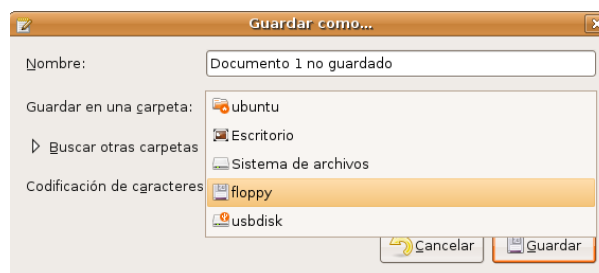 Guardar como...
Nombre: Documento 1 no guardado
Guardar en una carpeta: ubuntu
Escritorio
Buscar otras carpetas
Sistema de archivos
Codificación de caracteres floppy
usbdisk
Cancelar Guardar